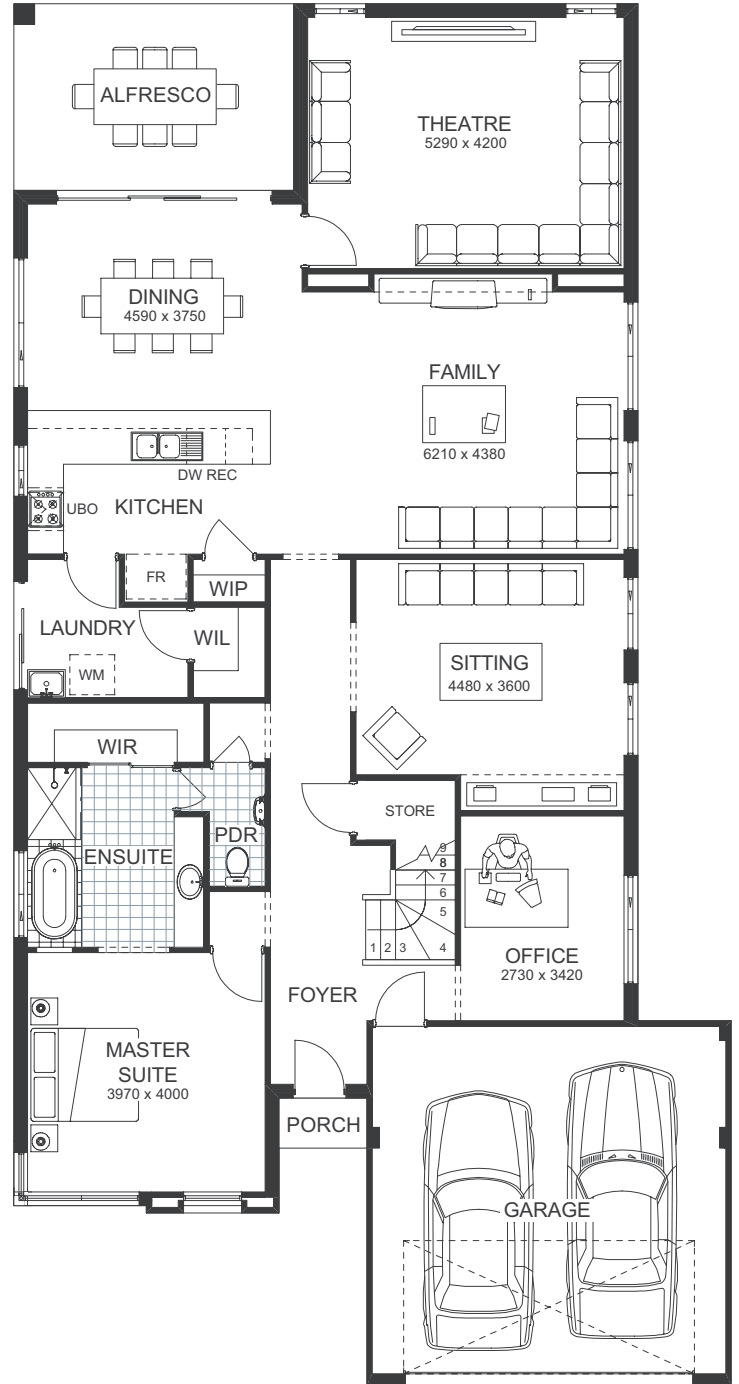 ALFRESCO
THEATRE
5290 x 4200
DINING
4590 x 3750
FAMILY
6210 x 4380
DW REC
UBO
KITCHEN
FR
WIP
LAUNDRY
WIL
WM
SITTING
4480 x 3600
WIR
STORE
PDR
ENSUITE
9
8
7
6
5
1 2 3 4
OFFICE
2730 x 3420
FOYER
MASTER
SUITE
3970 x 4000
PORCH
GARAGE